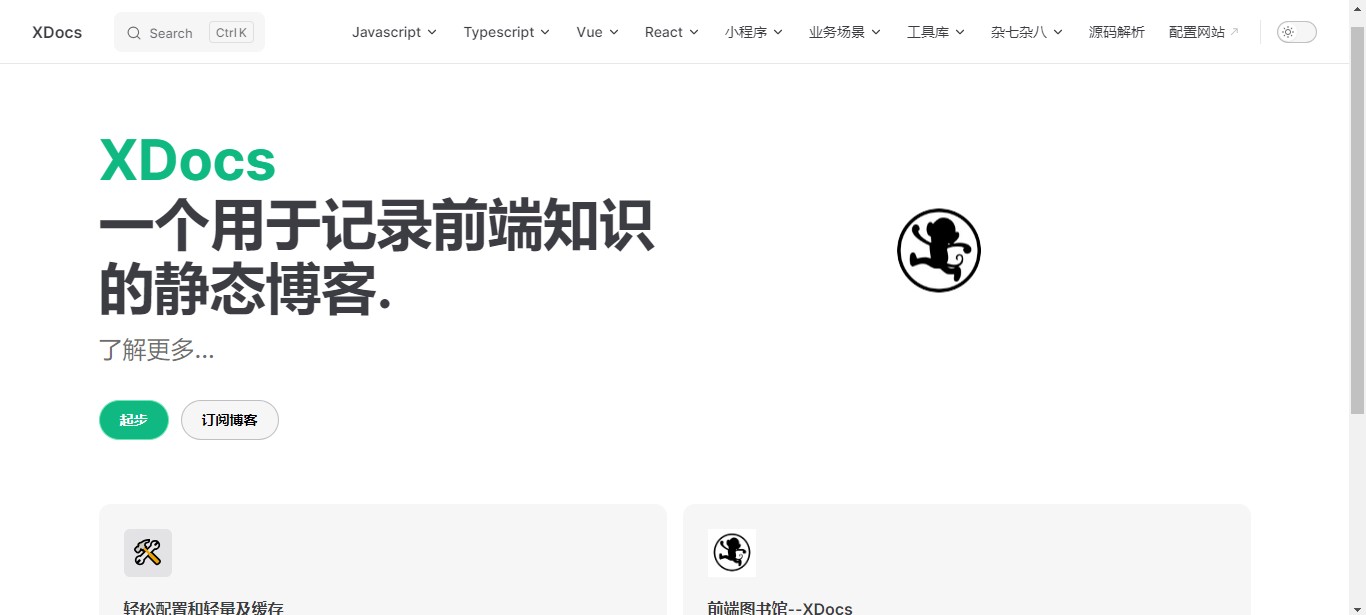 XDocs
Search Ctrl K
Javascript Typescript Vue React 小程序 业务场景 工具库 杂七杂八 源码解析 配置网站
XDocs
一个用于记录前端知识
的静态博客.
了解更多...
起步 订阅博客
轻松配置和轻量及缓存
前端图书馆--XDocs